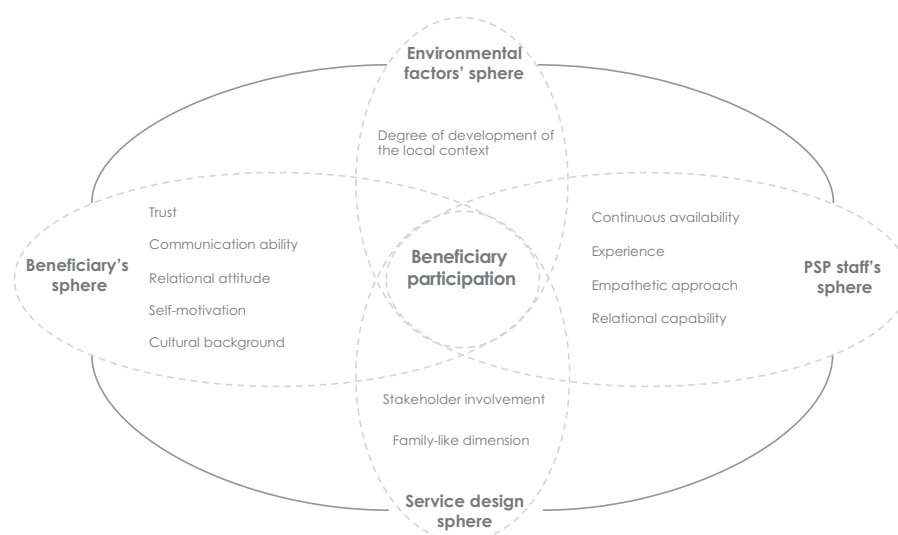 Environmental
factors’ sphere
Degree of development of
the local context
Beneficiary’s
sphere
Trust
Communication ability
Relational attitude
Self-motivation
Cultural background
Beneficiary
participation
Continuous availability
Experience
Empathetic approach
Relational capability
PSP staff’s
sphere
Stakeholder involvement
Family-like dimension
Service design
sphere